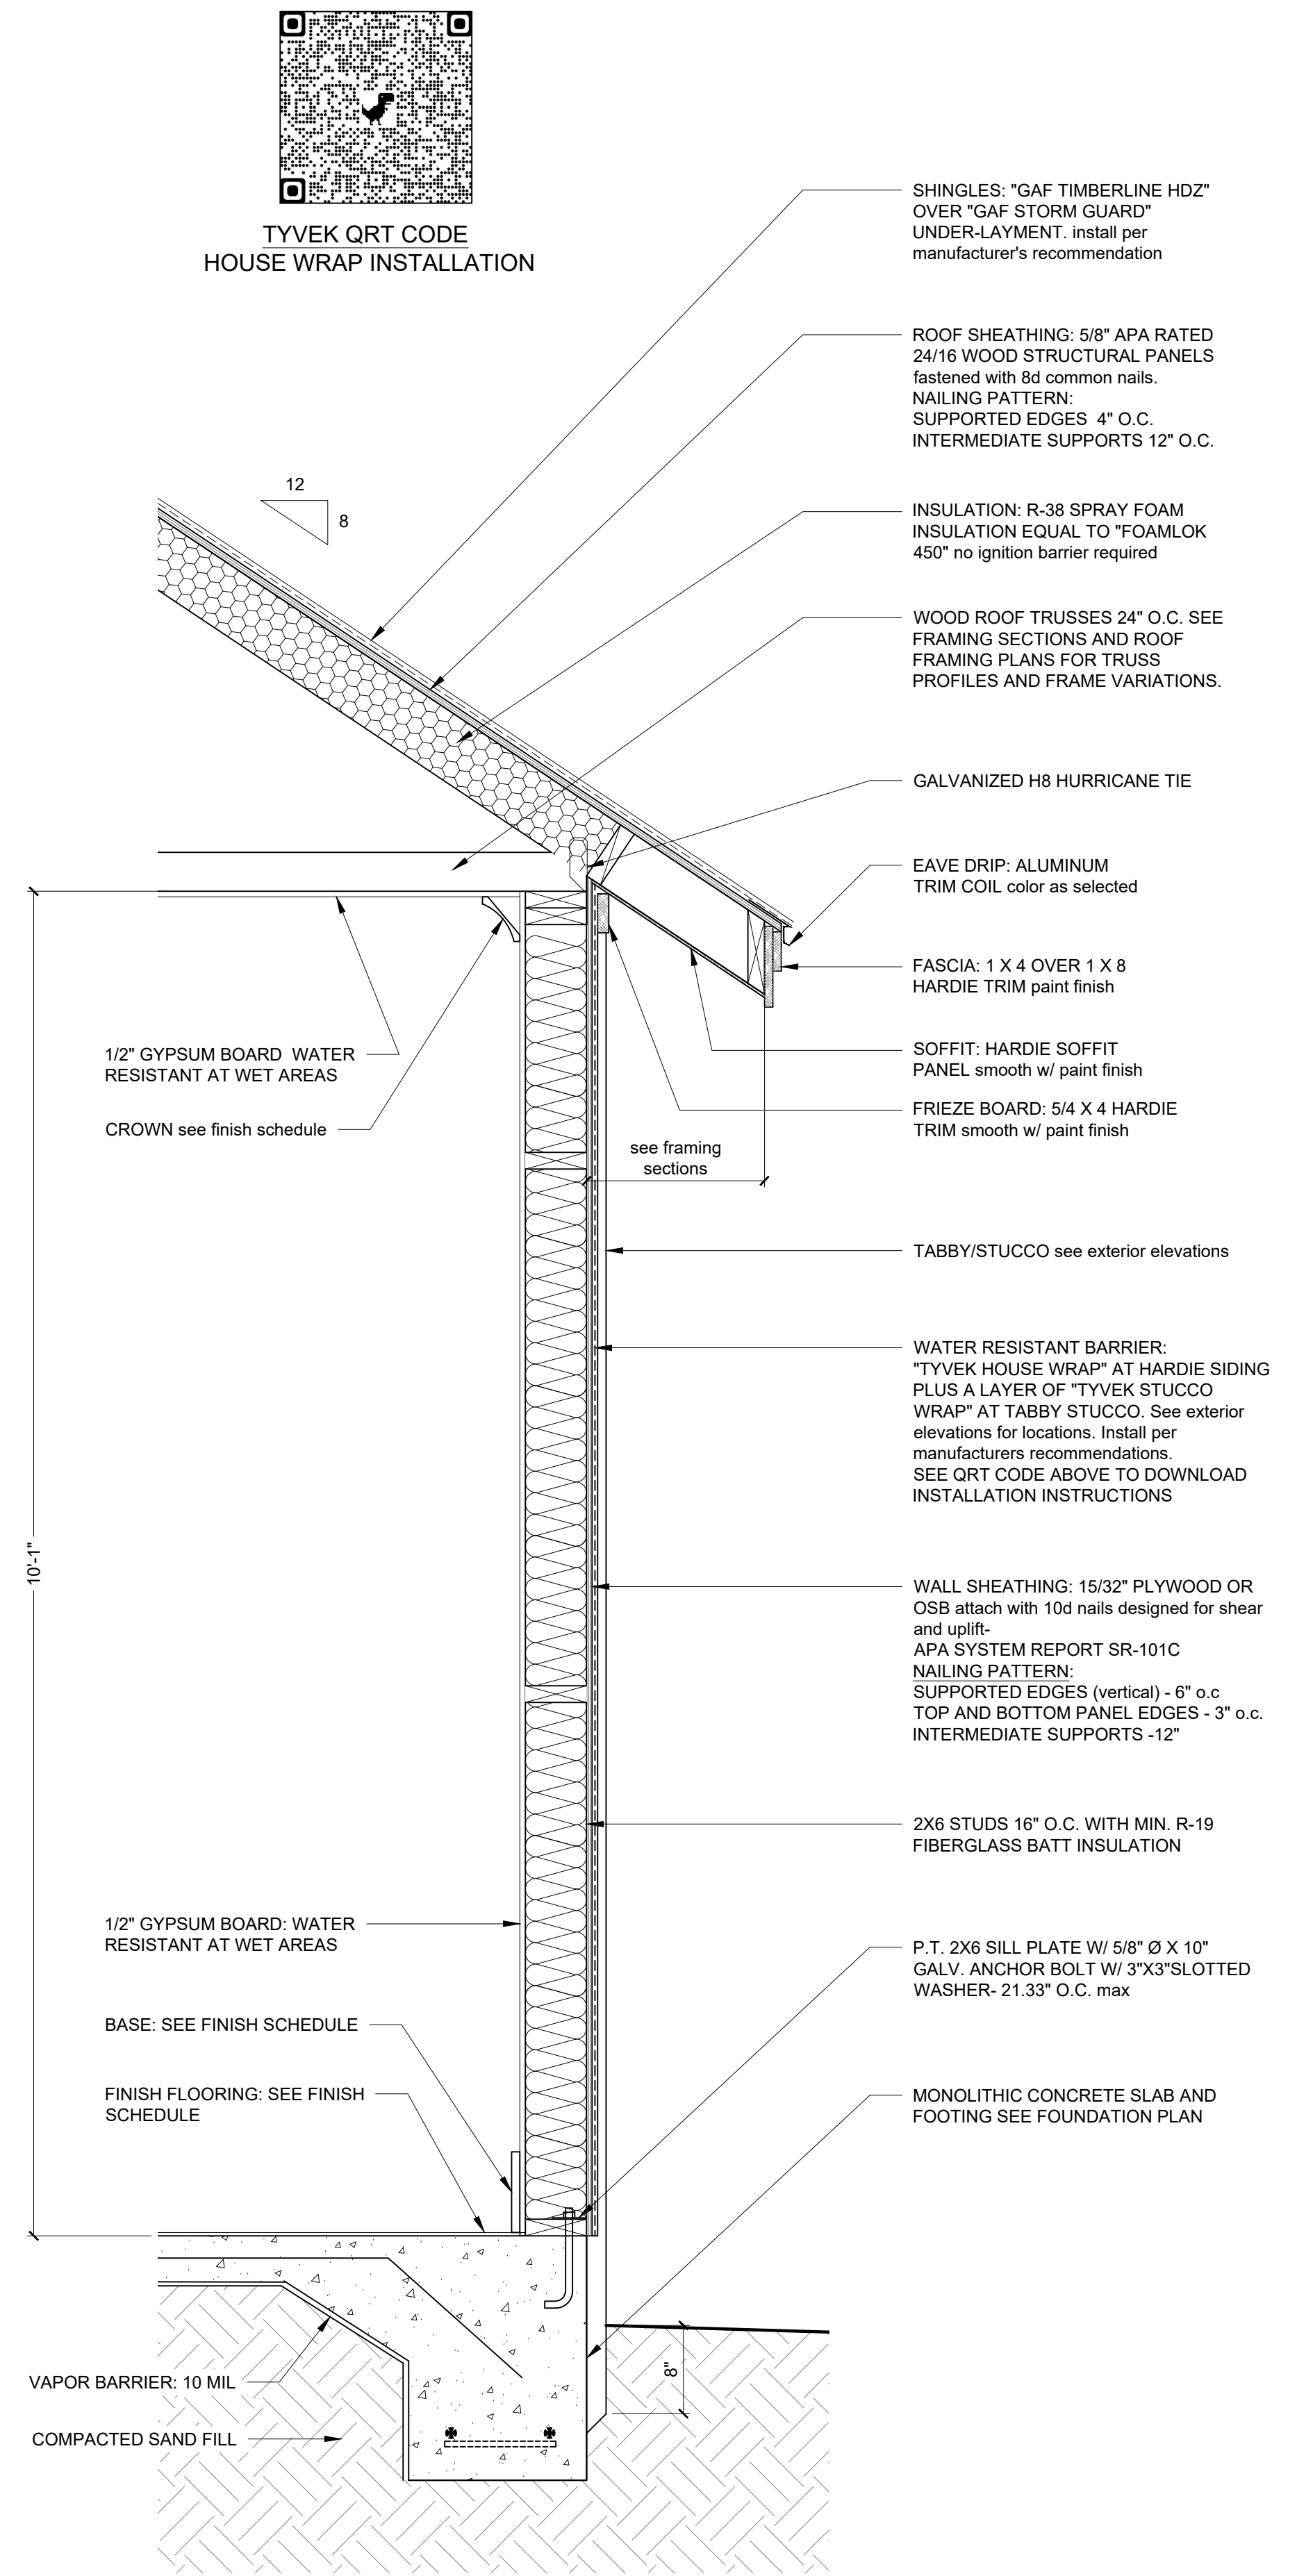 TYVEK QRT CODE
HOUSE WRAP INSTALLATION
SHINGLES: "GAF TIMBERLINE HDZ"
OVER "GAF STORM GUARD"
UNDER-LAYMENT. install per
manufacturer's recommendation
ROOF SHEATHING: 5/8" APA RATED
24/16 WOOD STRUCTURAL PANELS
fastened with 8d common nails.
NAILING PATTERN:
SUPPORTED EDGES 4" O.C.
INTERMEDIATE SUPPORTS 12" O.C.
12
8
INSULATION: R-38 SPRAY FOAM
INSULATION EQUAL TO "FOAMLOK
450" no ignition barrier required
WOOD ROOF TRUSSES 24" O.C. SEE
FRAMING SECTIONS AND ROOF
FRAMING PLANS FOR TRUSS
PROFILES AND FRAME VARIATIONS.
GALVANIZED H8 HURRICANE TIE
EAVE DRIP: ALUMINUM
TRIM COIL color as selected
FASCIA: 1 X 4 OVER 1 X 8
HARDIE TRIM paint finish
SOFFIT: HARDIE SOFFIT
PANEL smooth w/ paint finish
1/2" GYPSUM BOARD WATER
RESISTANT AT WET AREAS
CROWN see finish schedule
FRIEZE BOARD: 5/4 X 4 HARDIE
TRIM smooth w/ paint finish
see framing
sections
TABBY/STUCCO see exterior elevations
WATER RESISTANT BARRIER:
"TYVEK HOUSE WRAP" AT HARDIE SIDING
PLUS A LAYER OF "TYVEK STUCCO
WRAP" AT TABBY STUCCO. See exterior
elevations for locations. Install per
manufacturers recommendations.
SEE QRT CODE ABOVE TO DOWNLOAD
INSTALLATION INSTRUCTIONS
10'-1"
WALL SHEATHING: 15/32" PLYWOOD OR
OSB attach with 10d nails designed for shear
and uplift-
APA SYSTEM REPORT SR-101C
NAILING PATTERN:
SUPPORTED EDGES (vertical) - 6" o.c
TOP AND BOTTOM PANEL EDGES - 3" o.c.
INTERMEDIATE SUPPORTS -12"
2X6 STUDS 16" O.C. WITH MIN. R-19
FIBERGLASS BATT INSULATION
1/2" GYPSUM BOARD: WATER
RESISTANT AT WET AREAS
P.T. 2X6 SILL PLATE W/ 5/8" Ø X 10"
GALV. ANCHOR BOLT W/ 3"X3"SLOTTED
WASHER- 21.33" O.C. max
BASE: SEE FINISH SCHEDULE
FINISH FLOORING: SEE FINISH
SCHEDULE
MONOLITHIC CONCRETE SLAB AND
FOOTING SEE FOUNDATION PLAN
8"
VAPOR BARRIER: 10 MIL
COMPACTED SAND FILL